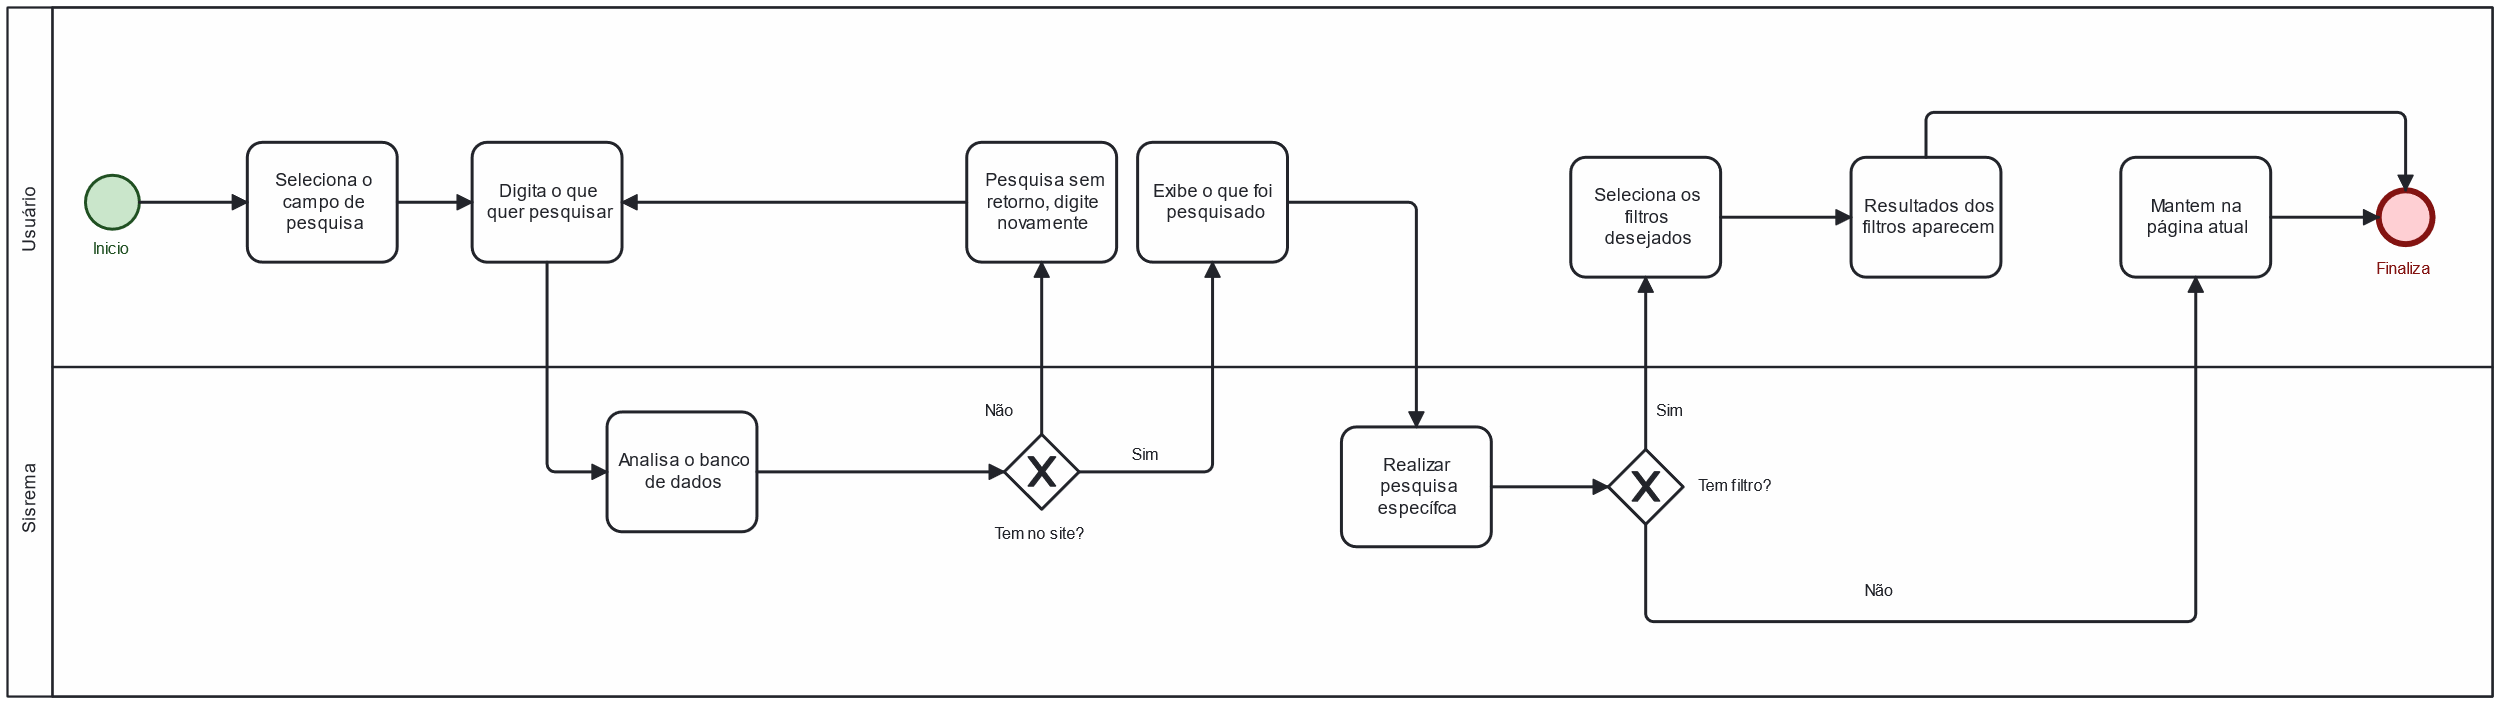 Usuário
Inicio
Seleciona o
campo de
pesquisa
Digita o que
quer pesquisar
Pesquisa sem
retorno, digite
novamente
Exibe o que foi
pesquisado
Seleciona os
filtros
desejados
Resultados dos
filtros aparecem
Mantem na
página atual
Finaliza
Sisrema
Analisa o banco
de dados
Não
Sim
Tem no site?
Realizar
pesquisa
específca
Sim
Tem filtro?
Não